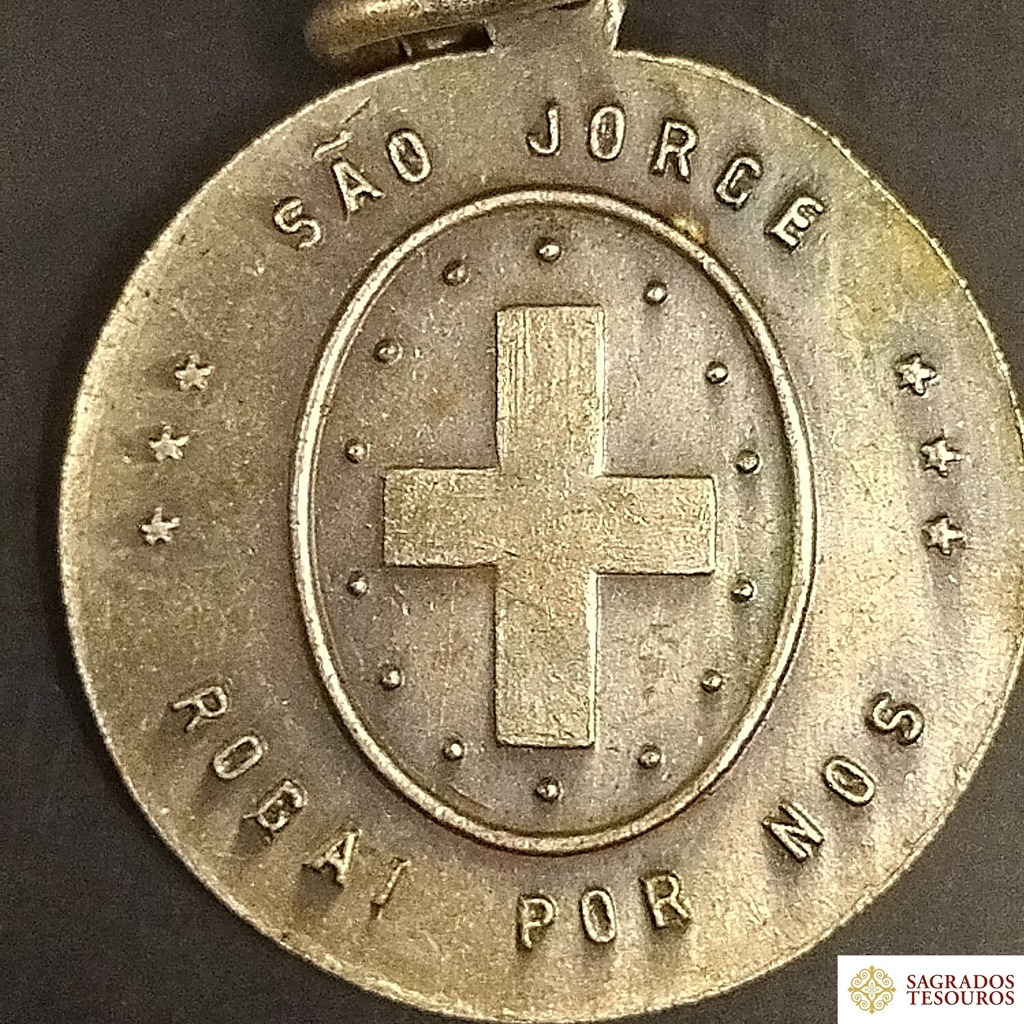 SÃO JORGE
ROGAI POR NOS
SAGRADOS
TESOUROS